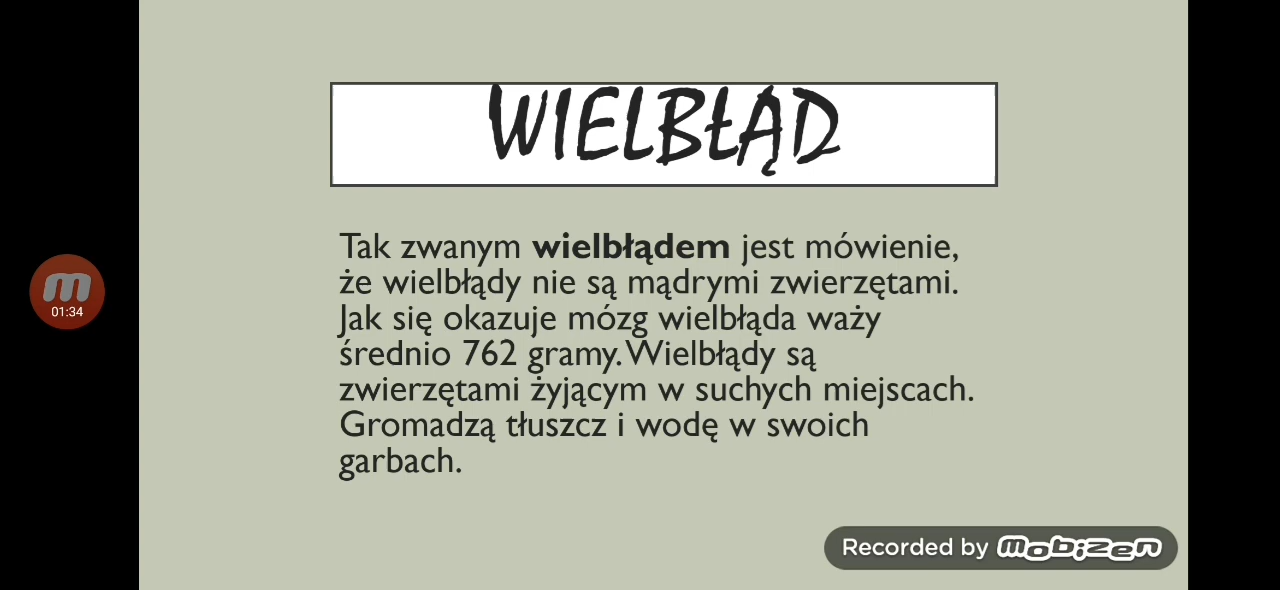 WIELBŁĄD
Tak zwanym wielbłądem jest mówienie,
że wielbłądy nie są mądrymi zwierzętami.
Jak się okazuje mózg wielbłąda waży
średnio 762 gramy. Wielbłądy są
zwierzętami żyjącym w suchych miejscach.
Gromadzą tłuszcz i wodę w swoich
garbach.
01:34
Recorded by mobizen